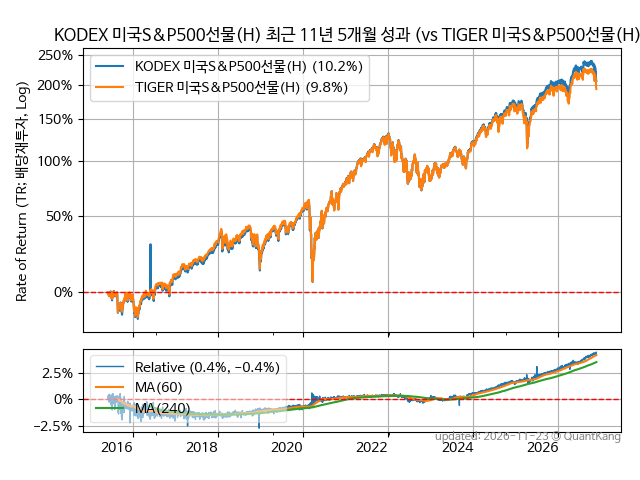 KODEX 미국S&P500선물(H) 최근 11년 5개월 성과 (vs TIGER 미국S&P500선물(H)
250%
200%
150%
100%
50%
0%
Rate of Return (TR: 배당재투자, Log)
KODEX 미국S&P500선물(H) (10.2%)
TIGER 미국S&P500선물(H) (9.8%)
2.5%
0.0%
−2.5%
Relative (0.4%, −0.4%)
MA(60)
MA(240)
2016
2018
2020
2022
2024
2026
© QuantKang